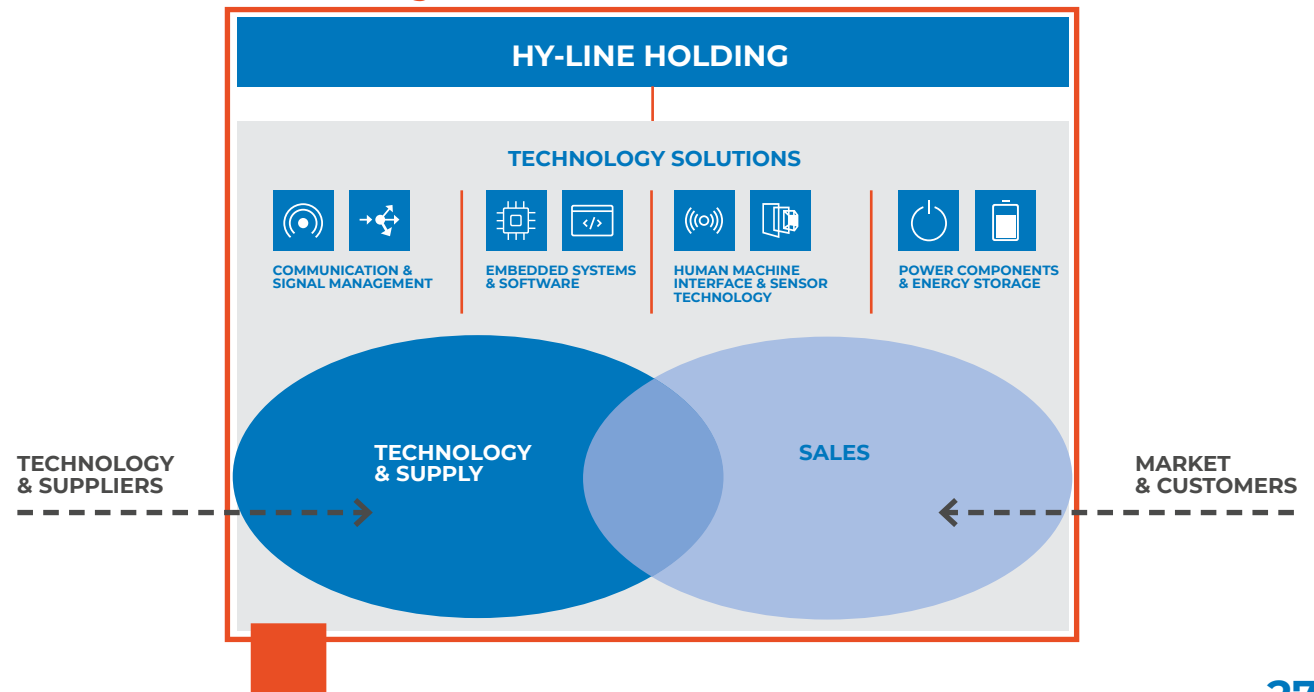 HY-LINE HOLDING
TECHNOLOGY SOLUTIONS
</>
COMMUNICATION &
SIGNAL MANAGEMENT
EMBEDDED SYSTEMS
& SOFTWARE
HUMAN MACHINE
INTERFACE & SENSOR
TECHNOLOGY
POWER COMPONENTS
& ENERGY STORAGE
TECHNOLOGY
& SUPPLIERS
TECHNOLOGY
& SUPPLY
SALES
MARKET
& CUSTOMERS